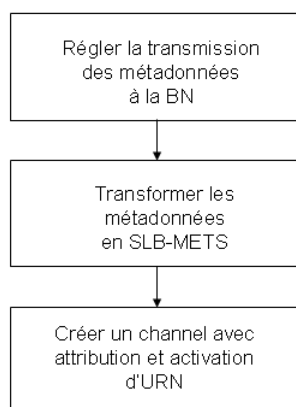 Régler la transmission
des métadonnées
à la BN
Transformer les
métadonnées
en SLB-METS
Créer un channel avec
attribution et activation
d'URN